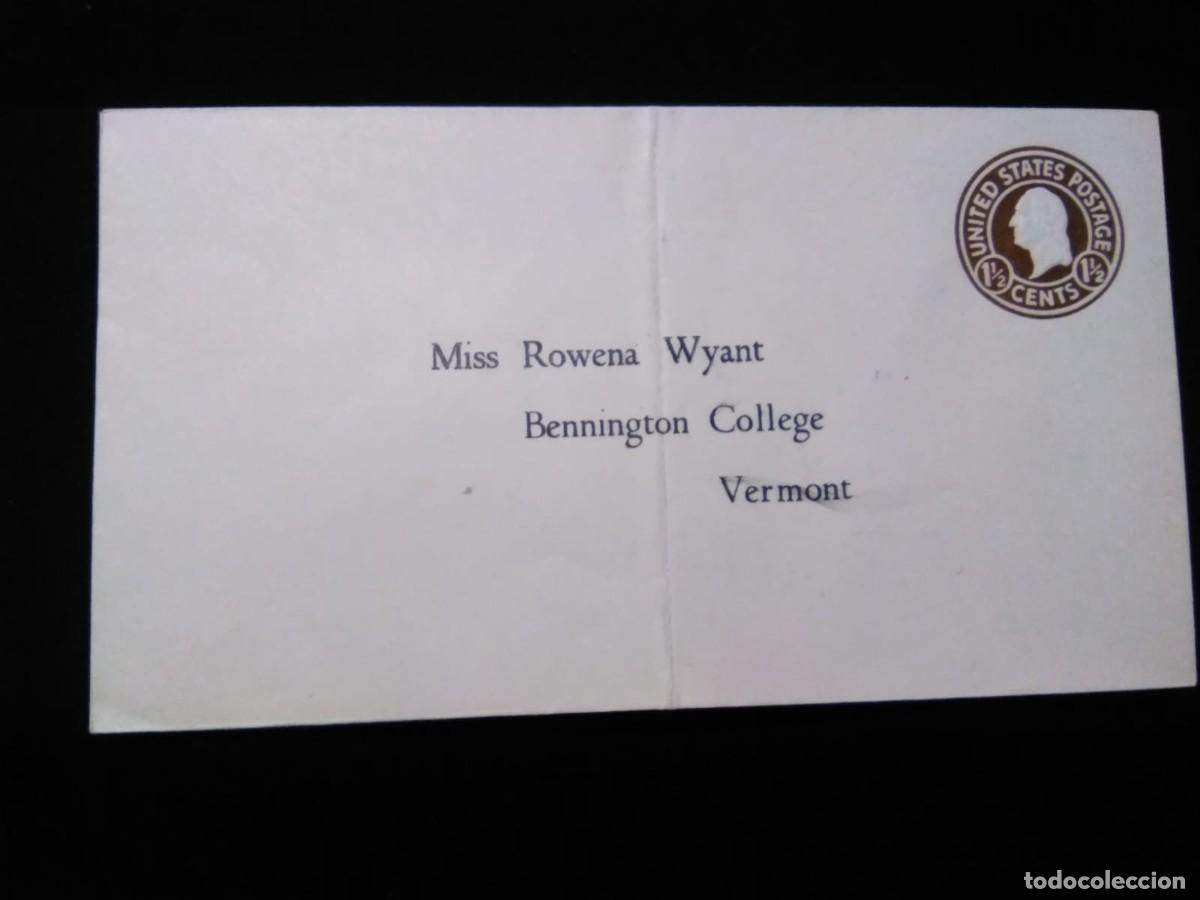 UNITED STATES POSTAGE
1½ CENTS 1½
Miss Rowena Wyant
Bennington College
Vermont
todocoleccion